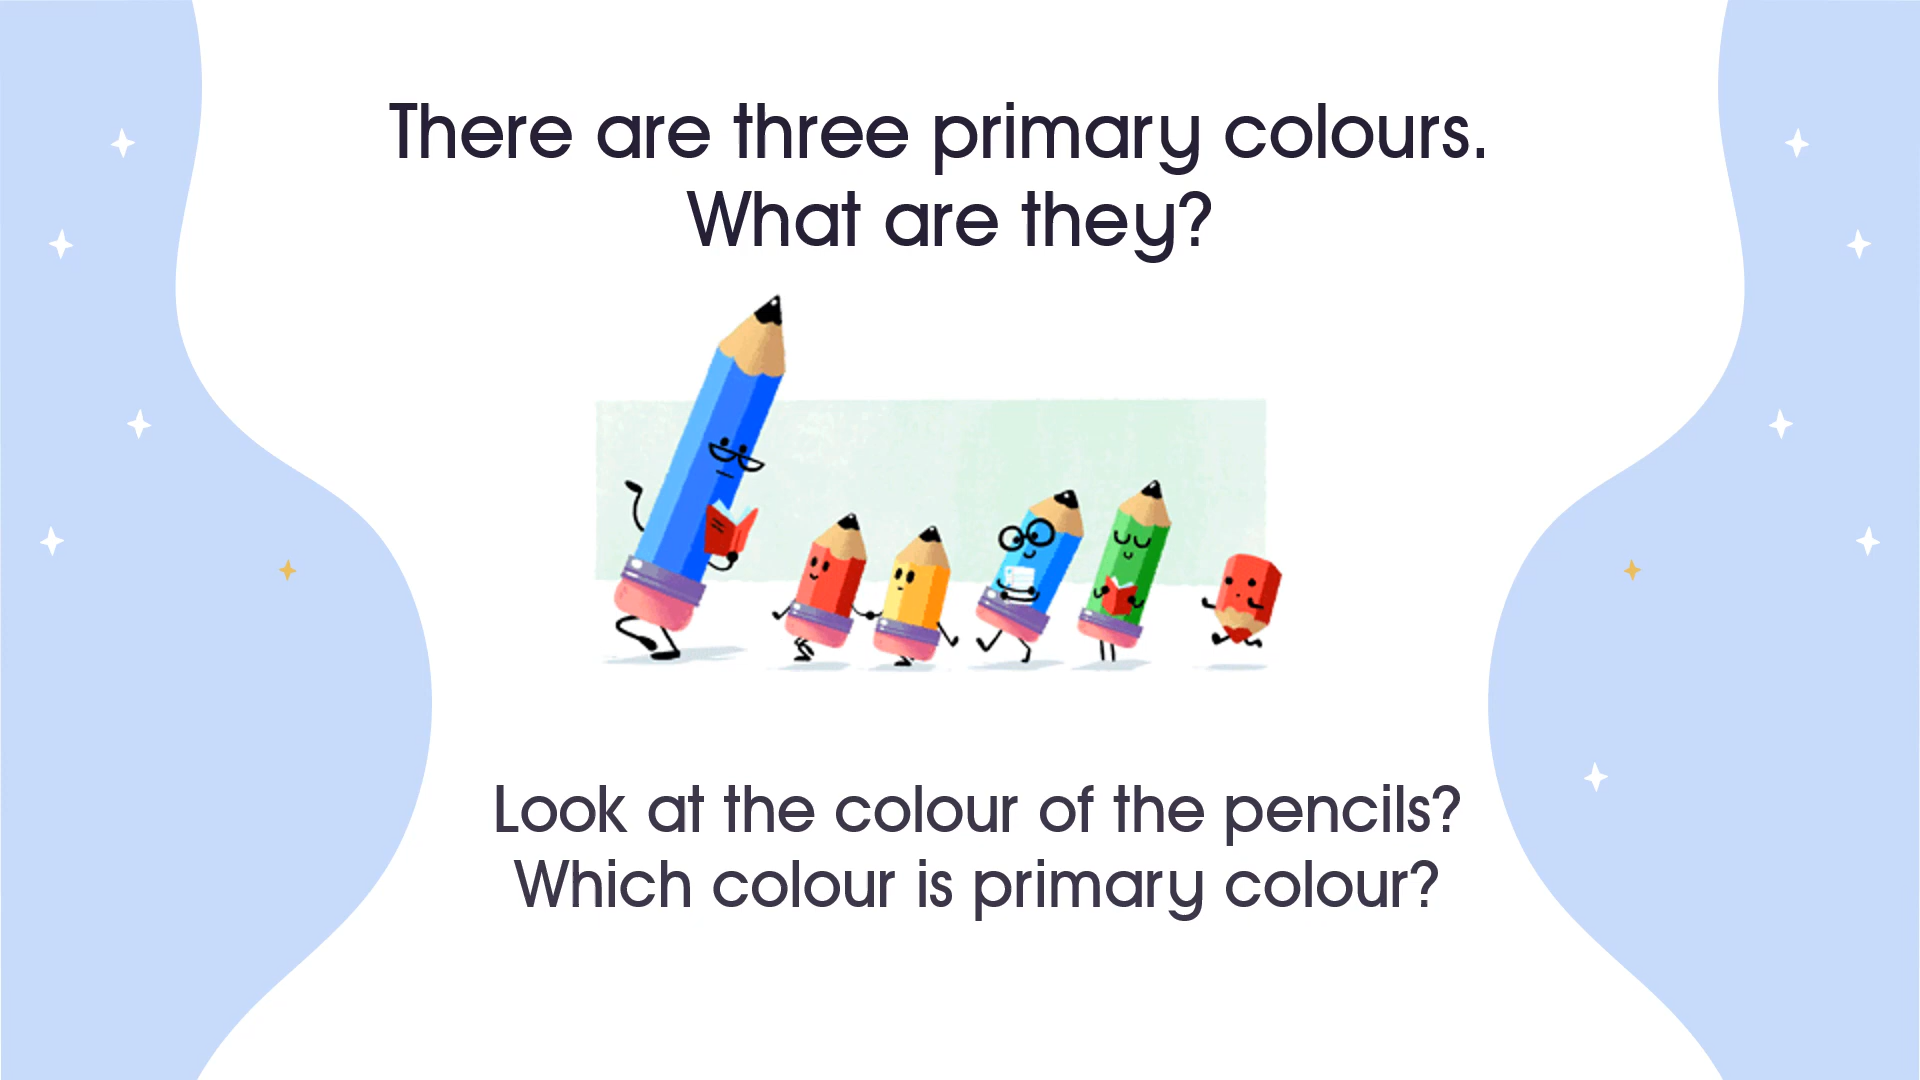 There are three primary colours.
What are they?
Look at the colour of the pencils?
Which colour is primary colour?